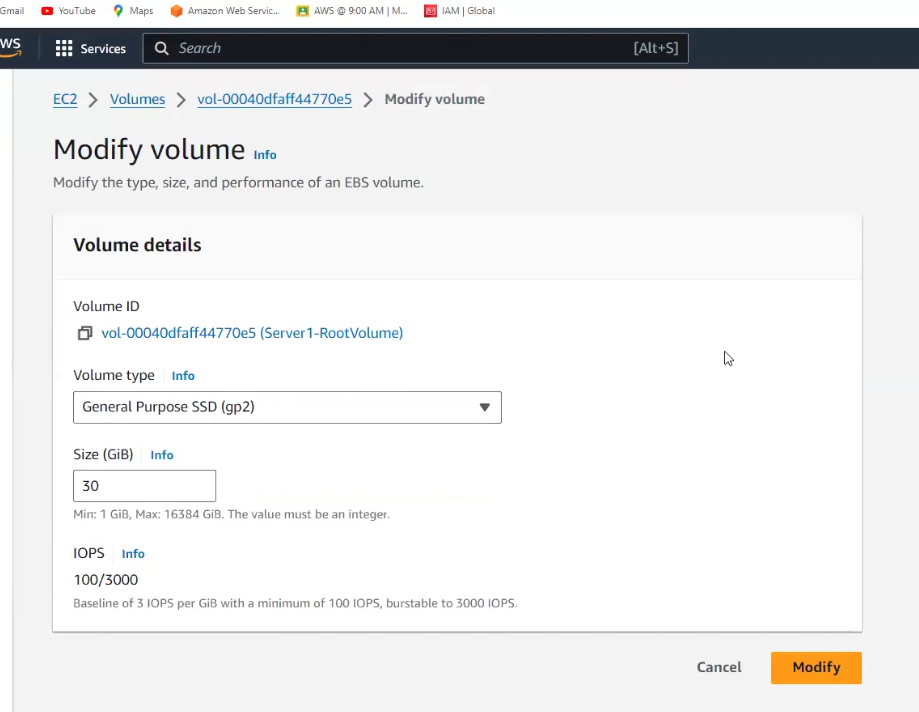 Gmail YouTube Maps Amazon Web Servic... AWS @ 9:00 AM | M... IAM | Global
Services Search [Alt+S]
EC2 > Volumes > vol-00040dfaff44770e5 > Modify volume
Modify volume Info
Modify the type, size, and performance of an EBS volume.
Volume details
Volume ID
vol-00040dfaff44770e5 (Server1-RootVolume)
Volume type Info
General Purpose SSD (gp2)
Size (GiB) Info
30
Min: 1 GiB, Max: 16384 GiB. The value must be an integer.
IOPS Info
100/3000
Baseline of 3 IOPS per GiB with a minimum of 100 IOPS, burstable to 3000 IOPS.
Cancel Modify